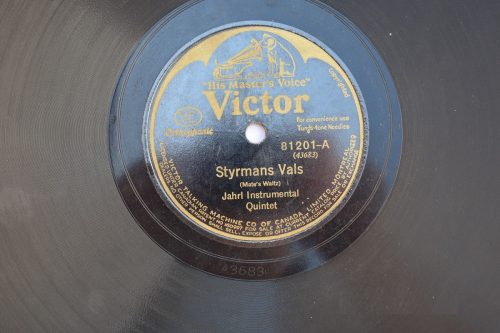 "His Master's Voice"
Victor
Orthophonic
For convenience use
Tungs-tone Needles
81201-A
(43683)
Styrmans Vals
(Mate's Waltz)
Jahrl Instrumental
Quintet
VICTOR TALKING MACHINE CO OF CANADA LIMITED MONTREAL
43683